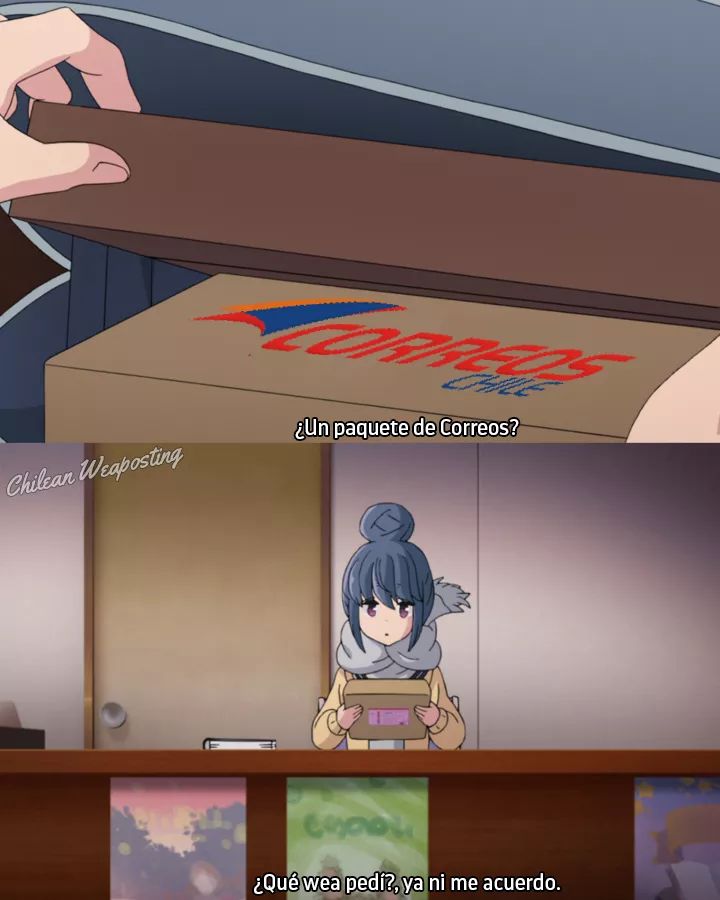 CORREOS
CHILE
¿Un paquete de Correos?
Chilean Weaposting
¿Qué wea pedí?, ya ni me acuerdo.